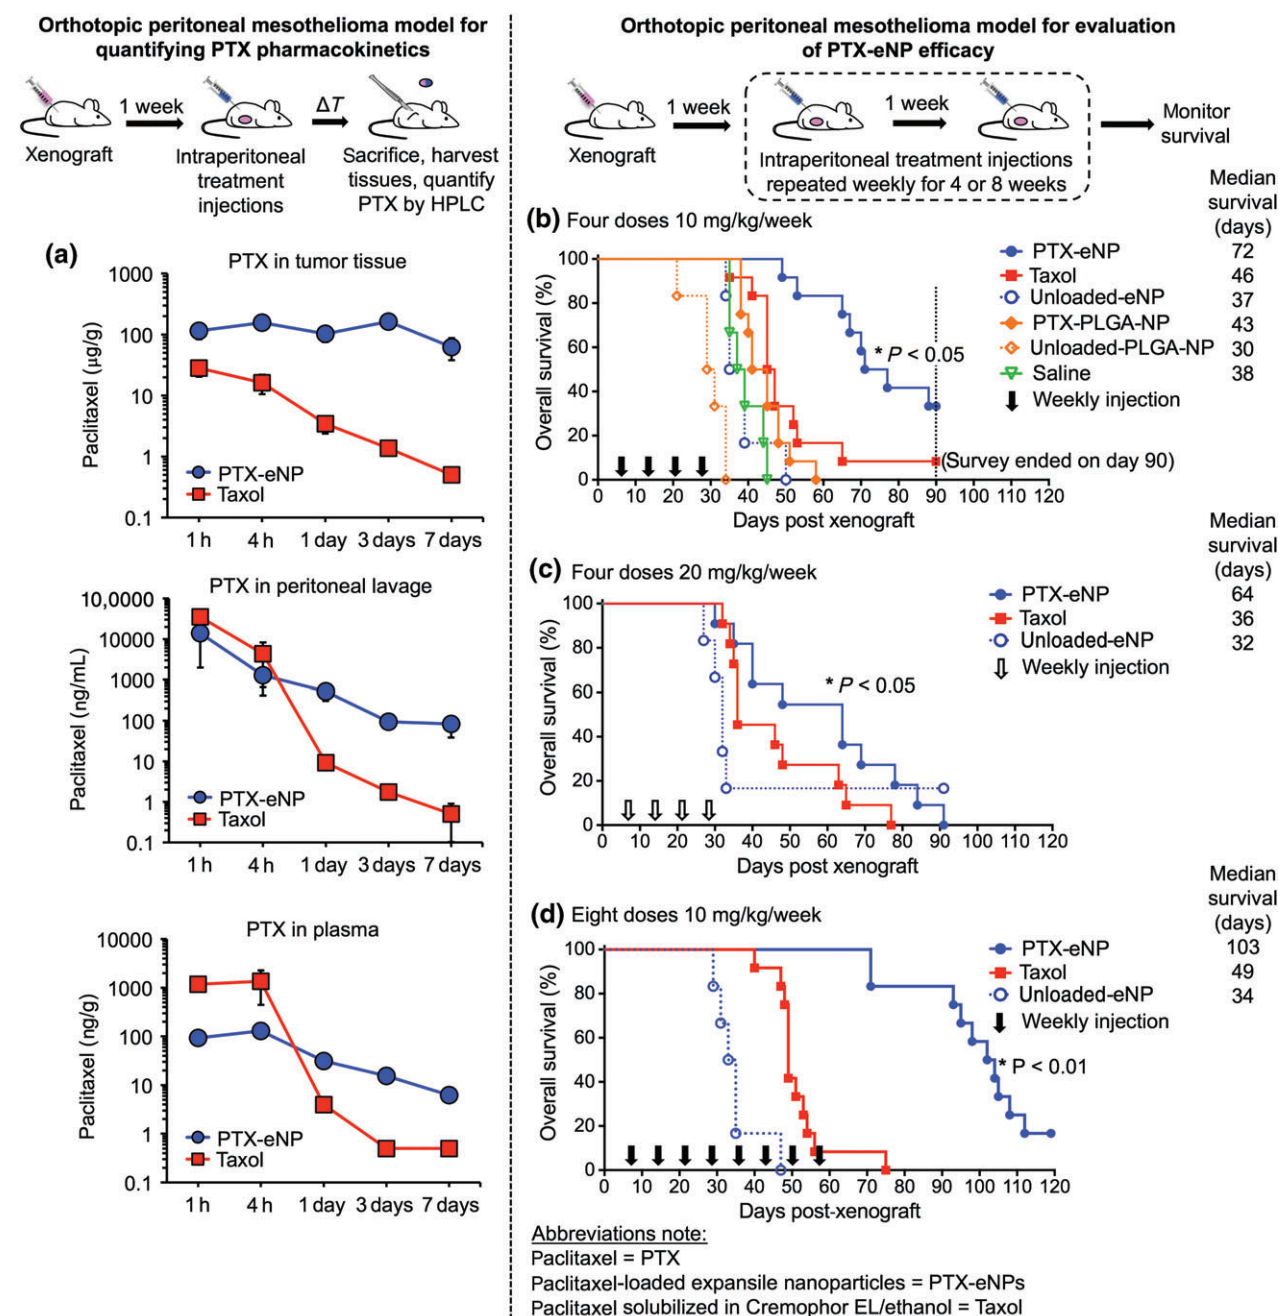 Orthotopic peritoneal mesothelioma model for
quantifying PTX pharmacokinetics
1 week
ΔT
Xenograft
Intraperitoneal
treatment
injections
Sacrifice, harvest
tissues, quantify
PTX by HPLC
(a)
PTX in tumor tissue
Paclitaxel (µg/g)
1000
100
10
1
0.1
PTX-eNP
Taxol
1 h 4 h 1 day 3 days 7 days
PTX in peritoneal lavage
Paclitaxel (ng/mL)
10,0000
10000
1000
100
10
1
0.1
PTX-eNP
Taxol
1 h 4 h 1 day 3 days 7 days
PTX in plasma
Paclitaxel (ng/g)
10000
1000
100
10
1
0.1
PTX-eNP
Taxol
1 h 4 h 1 day 3 days 7 days
Orthotopic peritoneal mesothelioma model for evaluation
of PTX-eNP efficacy
1 week
1 week
Monitor
survival
Xenograft
Intraperitoneal treatment injections
repeated weekly for 4 or 8 weeks
(b) Four doses 10 mg/kg/week
Median
survival
(days)
PTX-eNP 72
Taxol 46
Unloaded-eNP 37
PTX-PLGA-NP 43
Unloaded-PLGA-NP 30
Saline 38
Weekly injection
Overall survival (%)
100
80
60
40
20
0
* P < 0.05
(Survey ended on day 90)
0 10 20 30 40 50 60 70 80 90 100 110 120
Days post xenograft
(c) Four doses 20 mg/kg/week
Median
survival
(days)
PTX-eNP 64
Taxol 36
Unloaded-eNP 32
Weekly injection
Overall survival (%)
100
80
60
40
20
0
* P < 0.05
0 10 20 30 40 50 60 70 80 90 100 110 120
Days post xenograft
(d) Eight doses 10 mg/kg/week
Median
survival
(days)
PTX-eNP 103
Taxol 49
Unloaded-eNP 34
Weekly injection
Overall survival (%)
100
80
60
40
20
0
* P < 0.01
0 10 20 30 40 50 60 70 80 90 100 110 120
Days post-xenograft
Abbreviations note:
Paclitaxel = PTX
Paclitaxel-loaded expansile nanoparticles = PTX-eNPs
Paclitaxel solubilized in Cremophor EL/ethanol = Taxol